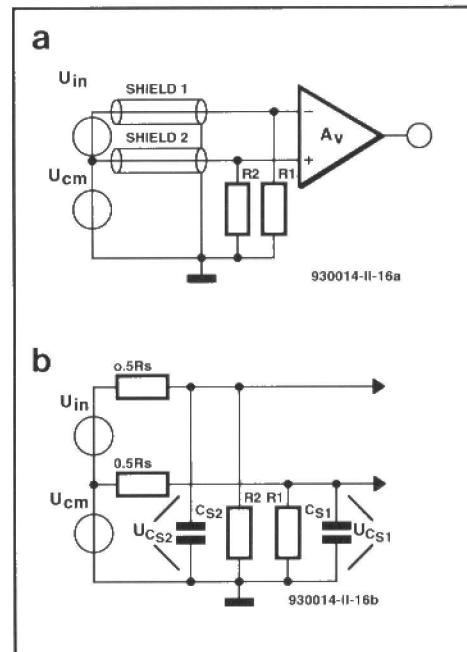 a
Uin
SHIELD 1
SHIELD 2
Ucm
−
Av
+
R2 R1
930014-II-16a
b
o.5Rs
Uin
0.5Rs
Ucm
CS2 R2 R1 CS1
UCS2 UCS1
930014-II-16b